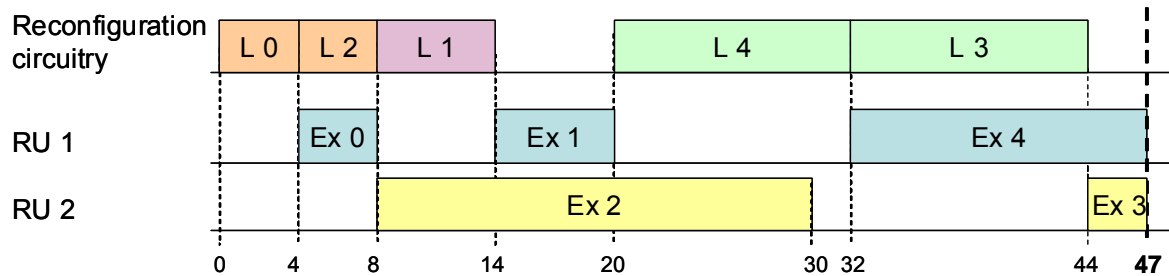 Reconfiguration
circuitry
L 0 L 2 L 1 L 4 L 3
RU 1
Ex 0 Ex 1 Ex 4
RU 2
Ex 2 Ex 3
0 4 8 14 20 30 32 44 47